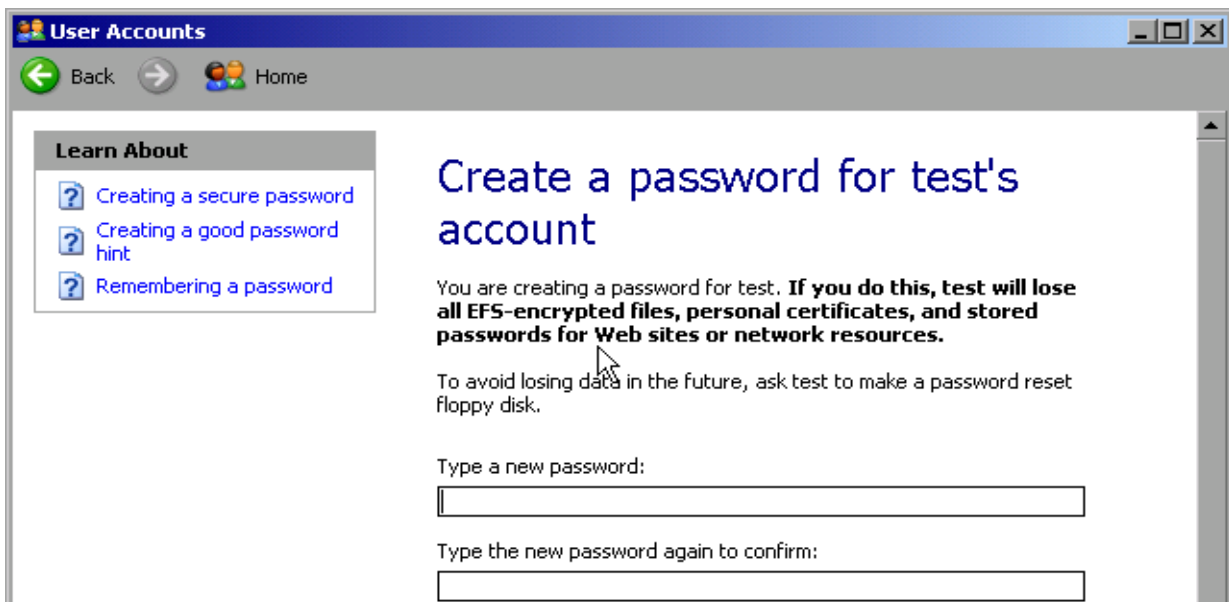 User Accounts
Back
Home
Learn About
Creating a secure password
Creating a good password
hint
Remembering a password
Create a password for test's
account
You are creating a password for test. If you do this, test will lose
all EFS-encrypted files, personal certificates, and stored
passwords for Web sites or network resources.
To avoid losing data in the future, ask test to make a password reset
floppy disk.
Type a new password:
Type the new password again to confirm: